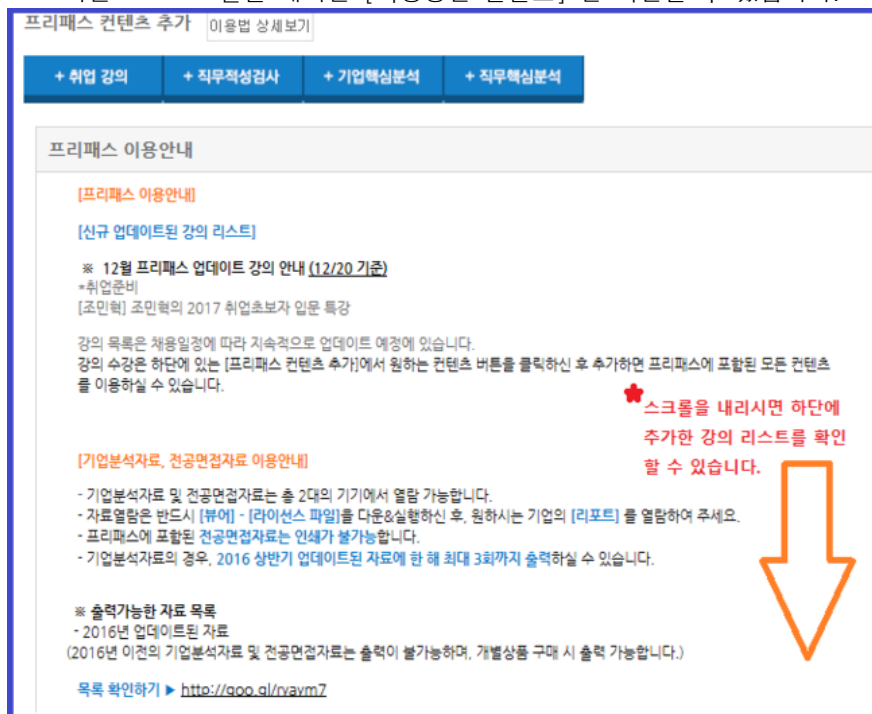 프리패스 컨텐츠 추가 이용법 상세보기
+ 취업 강의 + 직무적성검사 + 기업핵심분석 + 직무핵심분석
프리패스 이용안내
[프리패스 이용안내]
[신규 업데이트된 강의 리스트]
※ 12월 프리패스 업데이트 강의 안내 (12/20 기준)
*취업준비
[조민혁] 조민혁의 2017 취업초보자 입문 특강
강의 목록은 채용일정에 따라 지속적으로 업데이트 예정에 있습니다.
강의 수강은 하단에 있는 [프리패스 컨텐츠 추가]에서 원하는 컨텐츠 버튼을 클릭하신 후 추가하면 프리패스에 포함된 모든 컨텐츠
를 이용하실 수 있습니다.
스크롤을 내리시면 하단에
추가한 강의 리스트를 확인
할 수 있습니다.
[기업분석자료, 전공면접자료 이용안내]
- 기업분석자료 및 전공면접자료는 총 2대의 기기에서 열람 가능합니다.
- 자료열람은 반드시 [뷰어] - [라이선스 파일]을 다운&실행하신 후, 원하시는 기업의 [리포트] 를 열람하여 주세요.
- 프리패스에 포함된 전공면접자료는 인쇄가 불가능합니다.
- 기업분석자료의 경우, 2016 상반기 업데이트된 자료에 한 해 최대 3회까지 출력하실 수 있습니다.
※ 출력가능한 자료 목록
- 2016년 업데이트된 자료
(2016년 이전의 기업분석자료 및 전공면접자료는 출력이 불가능하며, 개별상품 구매 시 출력 가능합니다.)
목록 확인하기 ▶ http://goo.gl/rvavm7